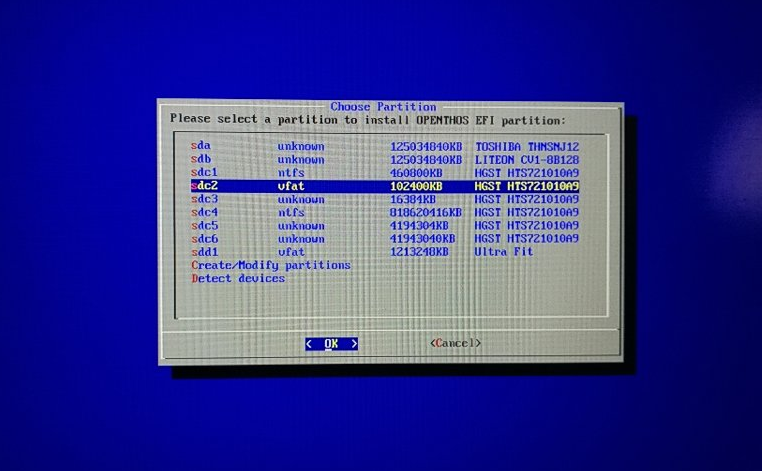 Choose Partition
Please select a partition to install OPENTHOS EFI partition:
sda unknown 125034840KB TOSHIBA THNSNJ12
sdb unknown 125034840KB LITEON CV1-8B128
sdc1 ntfs 460800KB HGST HTS721010A9
sdc2 vfat 102400KB HGST HTS721010A9
sdc3 unknown 16384KB HGST HTS721010A9
sdc4 ntfs 818620416KB HGST HTS721010A9
sdc5 unknown 4194304KB HGST HTS721010A9
sdc6 unknown 41943040KB HGST HTS721010A9
sdd1 vfat 1213248KB Ultra Fit
Create/Modify partitions
Detect devices
< OK > <Cancel>